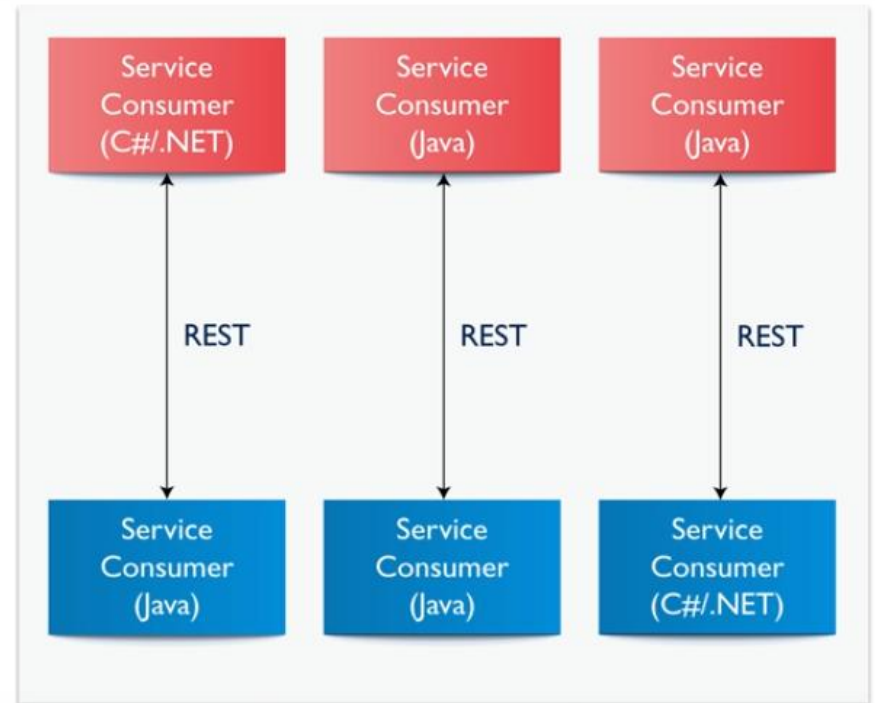 Service
Consumer
(C#/.NET)
Service
Consumer
(Java)
Service
Consumer
(Java)
REST
REST
REST
Service
Consumer
(Java)
Service
Consumer
(Java)
Service
Consumer
(C#/.NET)